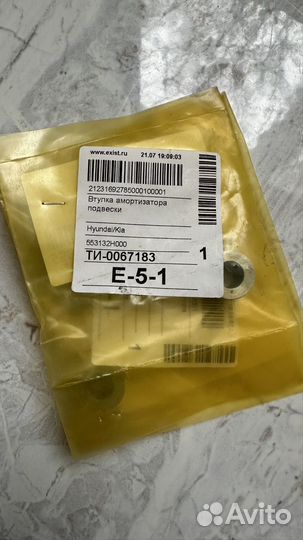 www.exist.ru 21.07 19:09:03
21231692785000100001
Втулка амортизатора
подвески
Hyundai/Kia
553132H000
ТИ-0067183 1
E-5-1
Avito